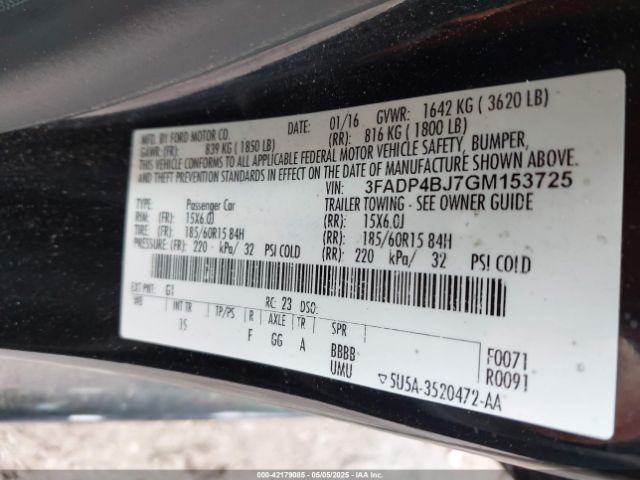 MFD. BY FORD MOTOR CO.
DATE: 01/16 GVWR: 1642 KG ( 3620 LB)
GAWR: (FR): 839 KG ( 1850 LB) (RR): 816 KG ( 1800 LB)
THIS VEHICLE CONFORMS TO ALL APPLICABLE FEDERAL MOTOR VEHICLE SAFETY, BUMPER,
AND THEFT PREVENTION STANDARDS IN EFFECT ON THE DATE OF MANUFACTURE SHOWN ABOVE.
VIN: 3FADP4BJ7GM153725
TYPE: Passenger Car TRAILER TOWING - SEE OWNER GUIDE
RIM: (FR) 15X6.0J (RR): 15X6.0J
TIRE: (FR) 185/60R15 84H (RR): 185/60R15 84H
PRESSURE: (FR): 220 kPa/ 32 PSI COLD (RR): 220 kPa/ 32 PSI COLD
EXT PNT: G1 RC: 23 DSO:
WB INT TR TP/PS R AXLE TR SPR
15 F GG A BBBB
UMU
F0071
R0091
▽5U5A-3520472-AA
000-42179085 - 05/05/2025 - IAAI.COM